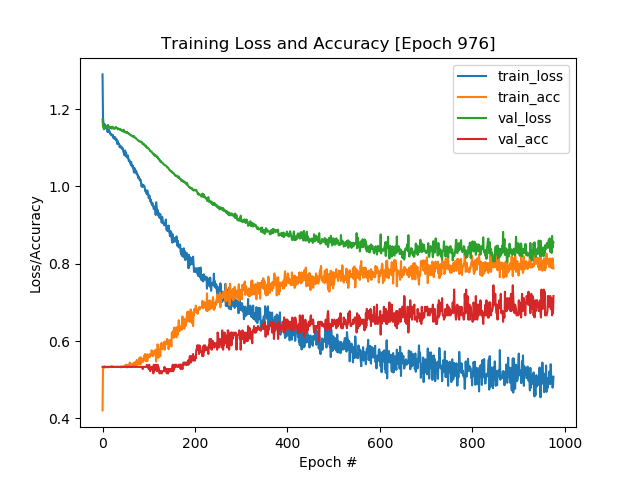 Training Loss and Accuracy [Epoch 976]
train_loss
train_acc
val_loss
val_acc
Loss/Accuracy
1.2
1.0
0.8
0.6
0.4
0 200 400 600 800 1000
Epoch #